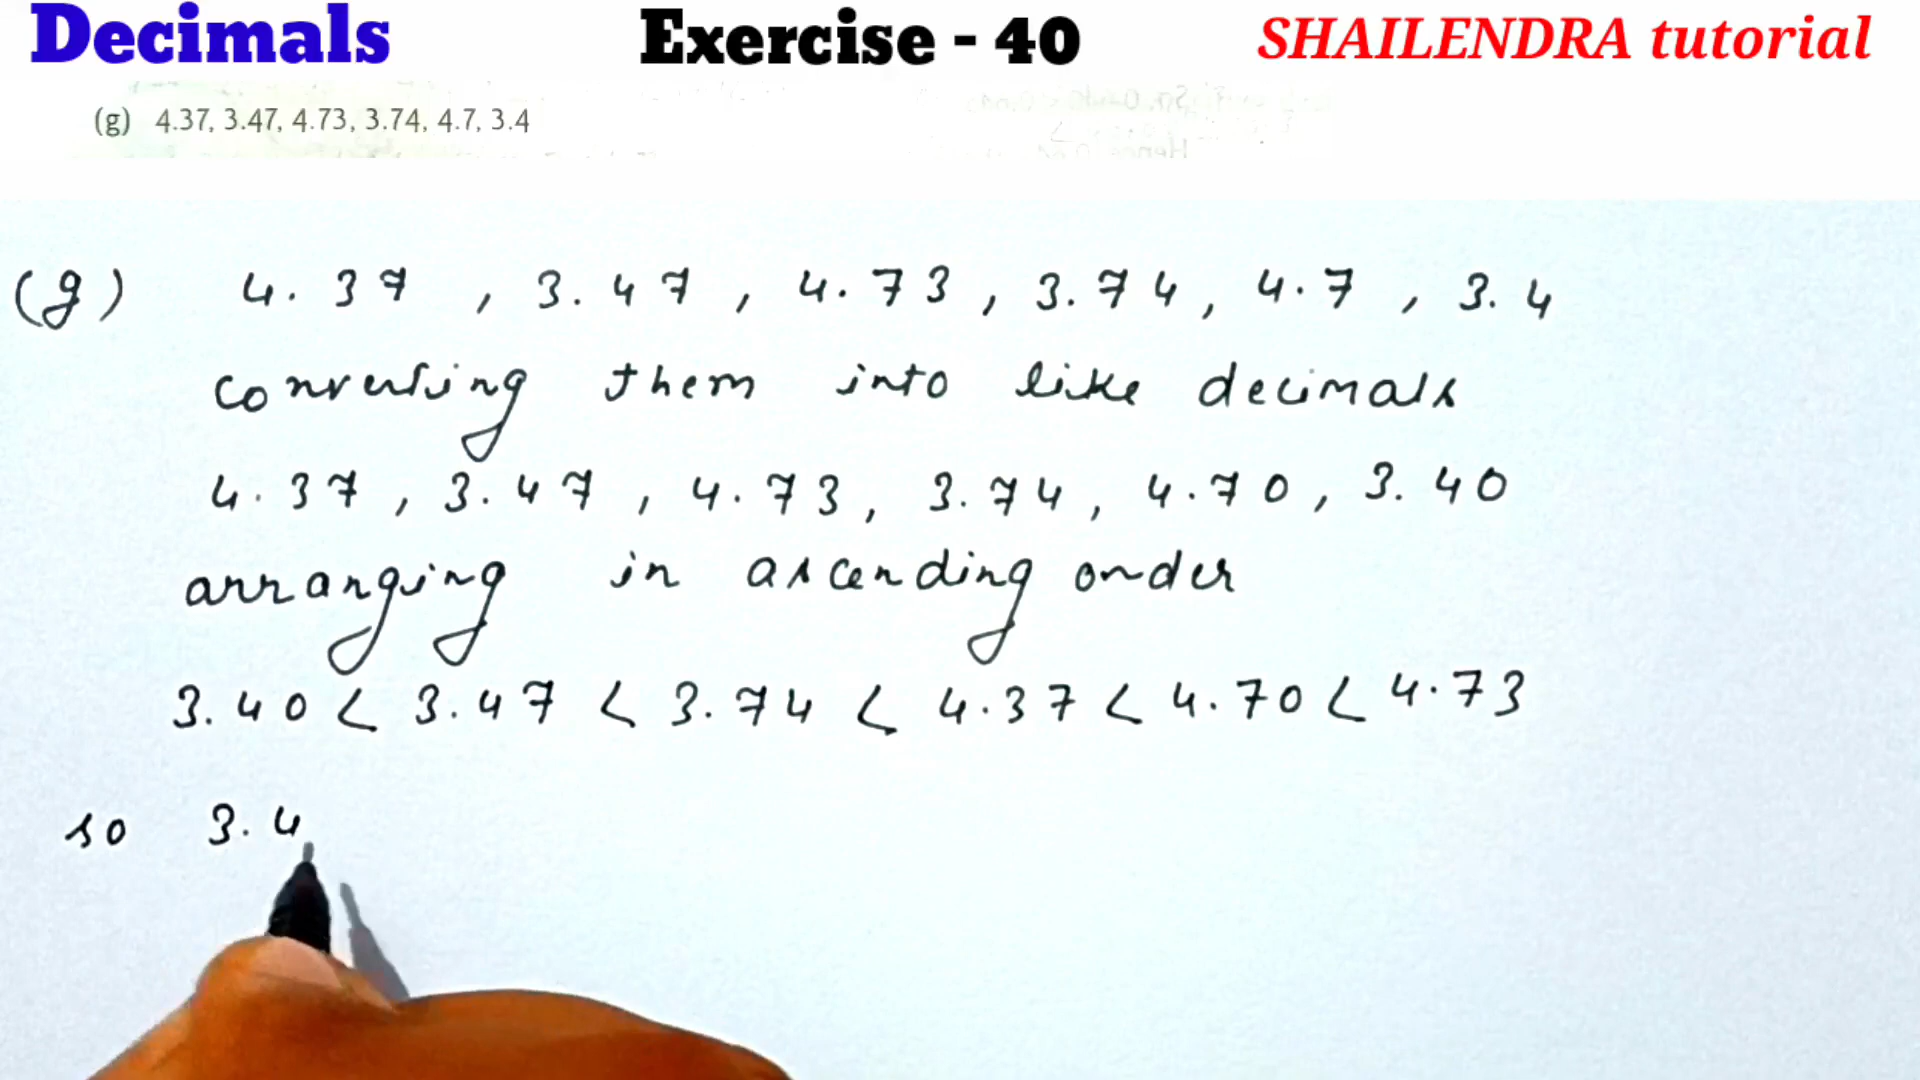 Decimals Exercise - 40 SHAILENDRA tutorial
(g) 4.37, 3.47, 4.73, 3.74, 4.7, 3.4
(g) 4.37 , 3.47 , 4.73 , 3.74 , 4.7 , 3.4
converting them into like decimals
4.37 , 3.47 , 4.73 , 3.74 , 4.70 , 3.40
arranging in ascending order
3.40 < 3.47 < 3.74 < 4.37 < 4.70 < 4.73
so 3.4